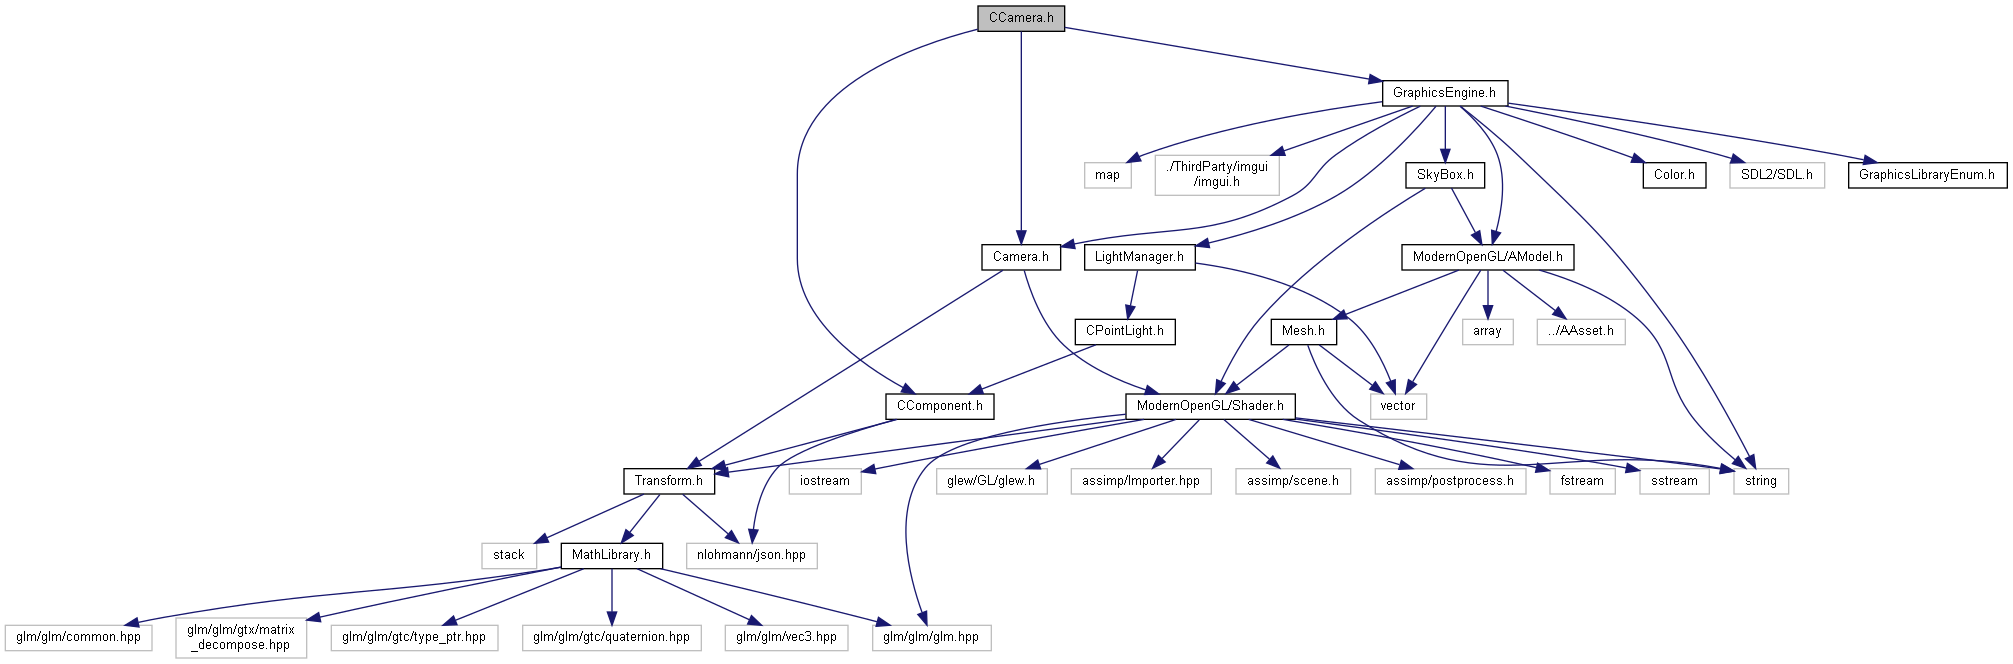 CCamera.h
GraphicsEngine.h
map
./ThirdParty/imgui
/imgui.h
SkyBox.h
Color.h
SDL2/SDL.h
GraphicsLibraryEnum.h
Camera.h
LightManager.h
ModernOpenGL/AModel.h
CPointLight.h
Mesh.h
array
../AAsset.h
CComponent.h
ModernOpenGL/Shader.h
vector
Transform.h
iostream
glew/GL/glew.h
assimp/Importer.hpp
assimp/scene.h
assimp/postprocess.h
fstream
sstream
string
stack
MathLibrary.h
nlohmann/json.hpp
glm/glm/common.hpp
glm/glm/gtx/matrix
_decompose.hpp
glm/glm/gtc/type_ptr.hpp
glm/glm/gtc/quaternion.hpp
glm/glm/vec3.hpp
glm/glm/glm.hpp